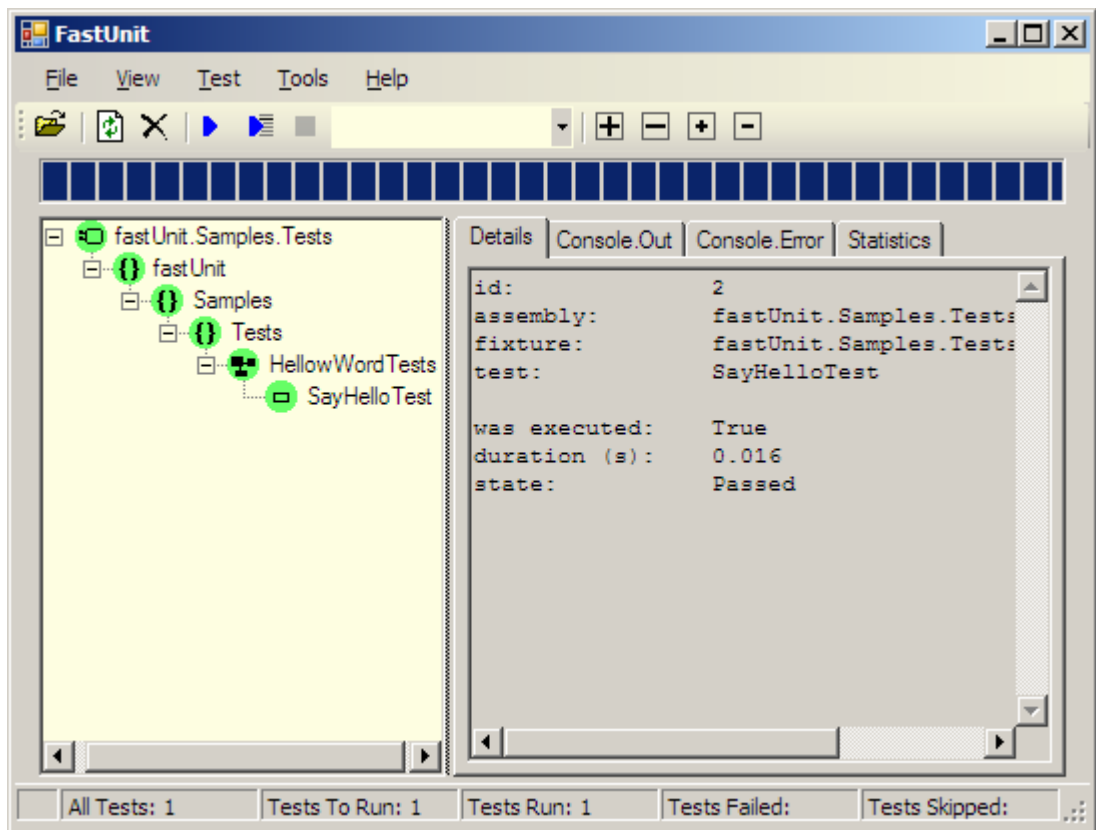 FastUnit
File View Test Tools Help
fastUnit.Samples.Tests
fastUnit
Samples
Tests
HellowWordTests
SayHelloTest
Details Console.Out Console.Error Statistics
id: 2
assembly: fastUnit.Samples.Tests
fixture: fastUnit.Samples.Tests
test: SayHelloTest
was executed: True
duration (s): 0.016
state: Passed
All Tests: 1 Tests To Run: 1 Tests Run: 1 Tests Failed: Tests Skipped: